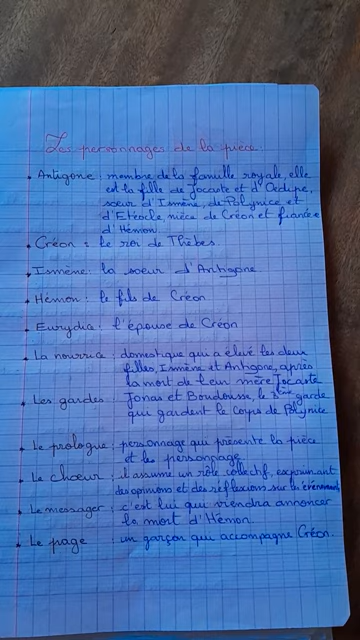 Les personnages de la pièce:
• Antigone : membre de la famille royale, elle
est la fille de Jocaste et d'Oedipe,
soeur d'Ismène, de Polynice et
d'Etéocle, nièce de Créon et fiancée
d'Hémon.
• Créon : le roi de Thèbes
• Ismène: la soeur d'Antigone
• Hémon : le fils de Créon
• Eurydice : l'épouse de Créon
• La nourrice : domestique qui a élevé les deux
filles, Ismène et Antigone, après
la mort de leur mère Jocaste
• Les gardes : Jonas et Boudousse, le 3ème garde
qui gardent le Corps de Polynice
• Le prologue : personnage qui présente la pièce
et les personnage
• Le choeur : il assume un rôle collectif, exprimant
des opinions et des réflexions sur les événements
• Le messager : c'est lui qui viendra annoncer
la mort d'Hémon.
• Le page : un garçon qui accompagne Créon.